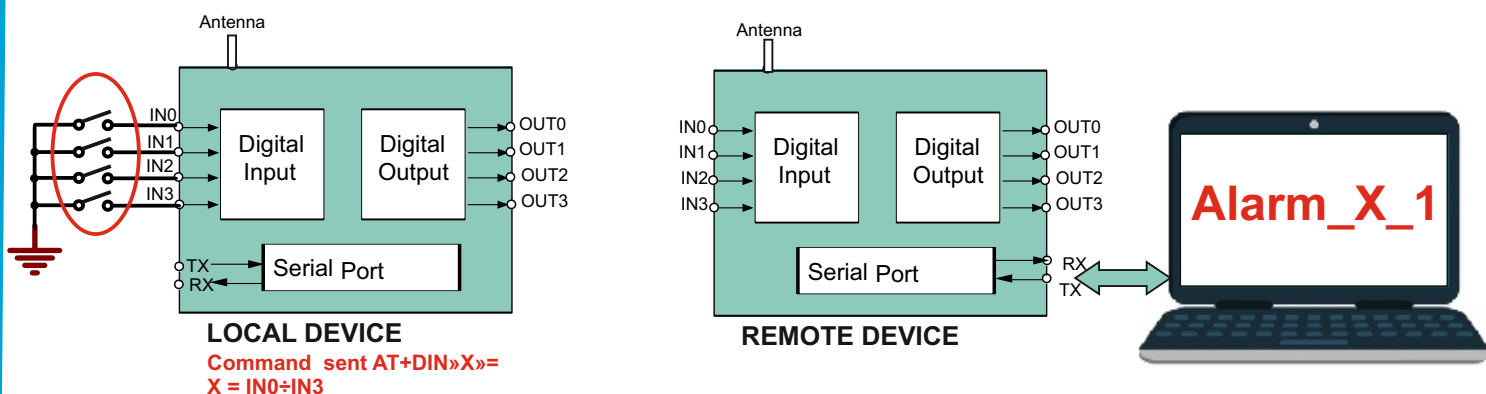 Antenna
IN0
IN1
IN2
IN3
Digital
Input
Digital
Output
OUT0
OUT1
OUT2
OUT3
TX
RX
Serial Port
LOCAL DEVICE
Command sent AT+DIN»X»=
X = IN0÷IN3
Antenna
IN0
IN1
IN2
IN3
Digital
Input
Digital
Output
OUT0
OUT1
OUT2
OUT3
Serial Port
RX
TX
REMOTE DEVICE
Alarm_X_1